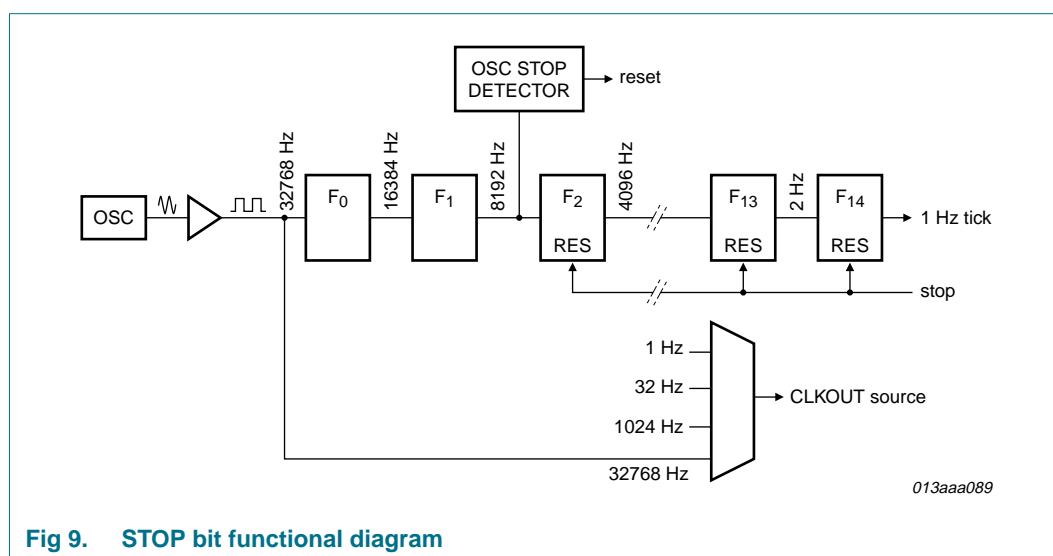 OSC STOP
DETECTOR
reset
32768 Hz
16384 Hz
8192 Hz
4096 Hz
2 Hz
OSC
F0
F1
F2
RES
F13
RES
F14
RES
1 Hz tick
stop
1 Hz
32 Hz
1024 Hz
32768 Hz
CLKOUT source
013aaa089
Fig 9. STOP bit functional diagram